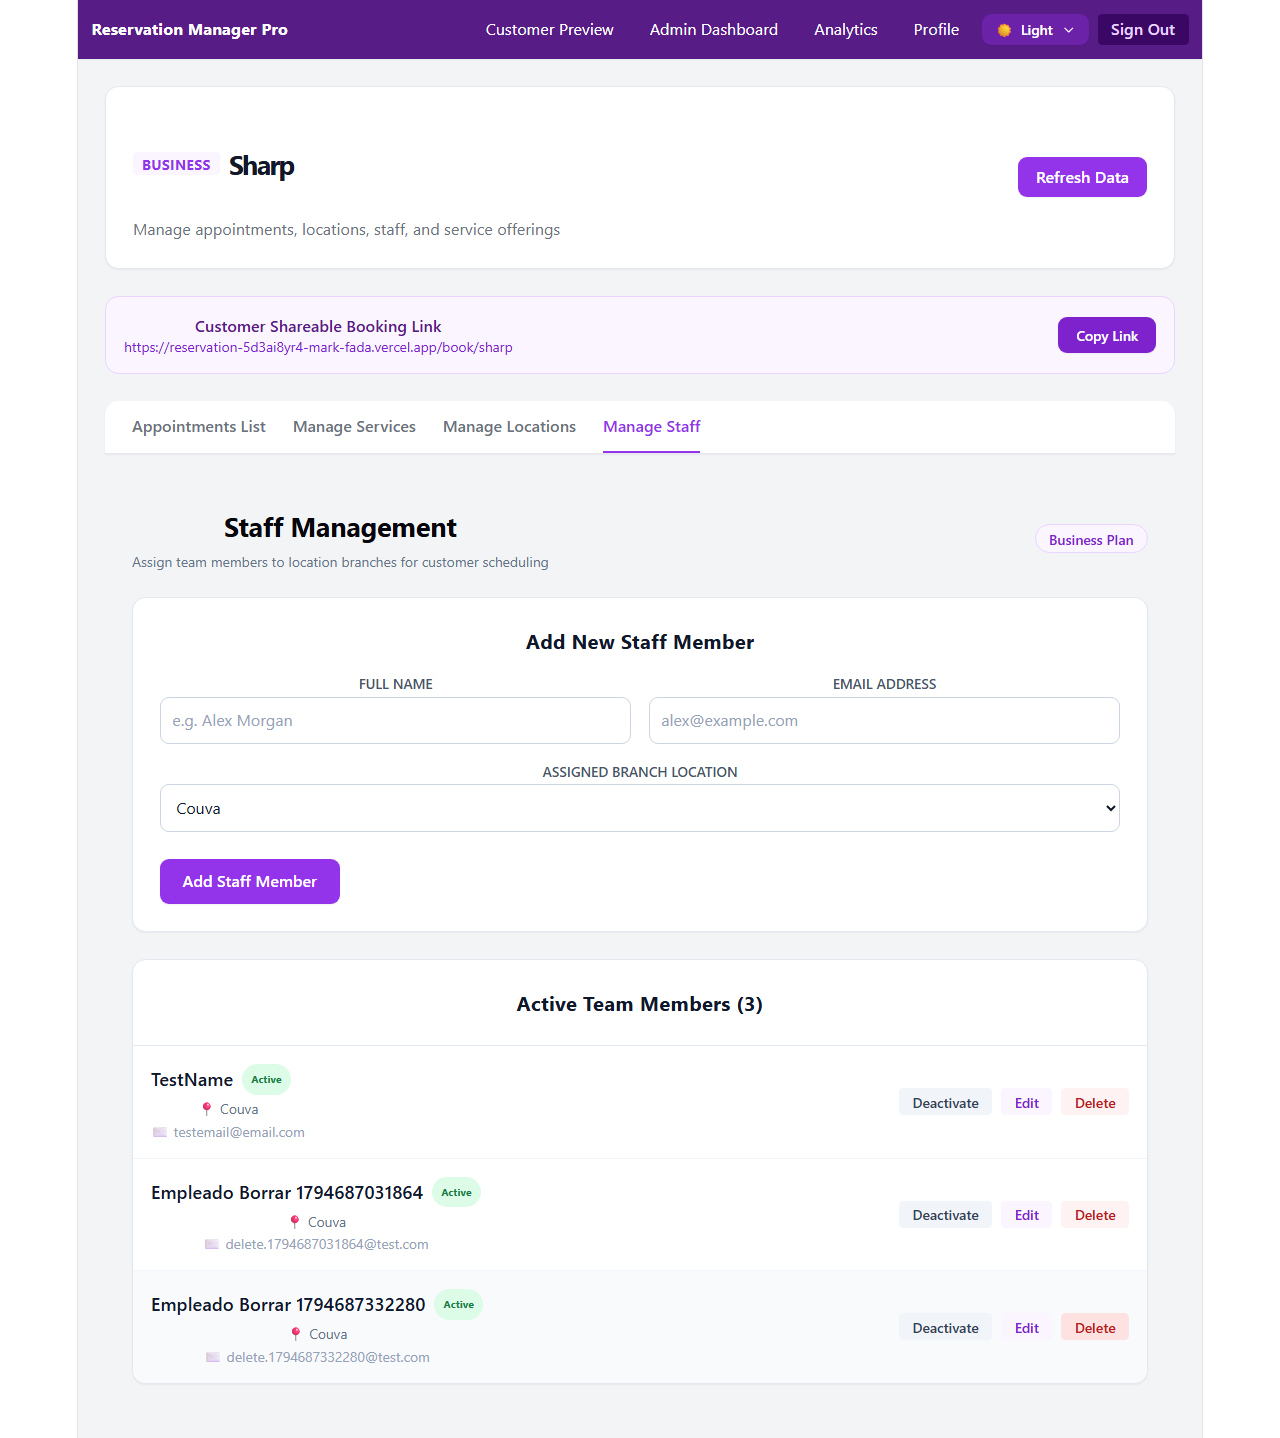 Reservation Manager Pro
Customer Preview
Admin Dashboard
Analytics
Profile
Light
Sign Out
BUSINESS
Sharp
Refresh Data
Manage appointments, locations, staff, and service offerings
Customer Shareable Booking Link
https://reservation-5d3ai8yr4-mark-fada.vercel.app/book/sharp
Copy Link
Appointments List
Manage Services
Manage Locations
Manage Staff
Staff Management
Assign team members to location branches for customer scheduling
Business Plan
Add New Staff Member
FULL NAME
EMAIL ADDRESS
e.g. Alex Morgan
alex@example.com
ASSIGNED BRANCH LOCATION
Couva
Add Staff Member
Active Team Members (3)
TestName
Active
Couva
testemail@email.com
Deactivate
Edit
Delete
Empleado Borrar 1794687031864
Active
Couva
delete.1794687031864@test.com
Deactivate
Edit
Delete
Empleado Borrar 1794687332280
Active
Couva
delete.1794687332280@test.com
Deactivate
Edit
Delete